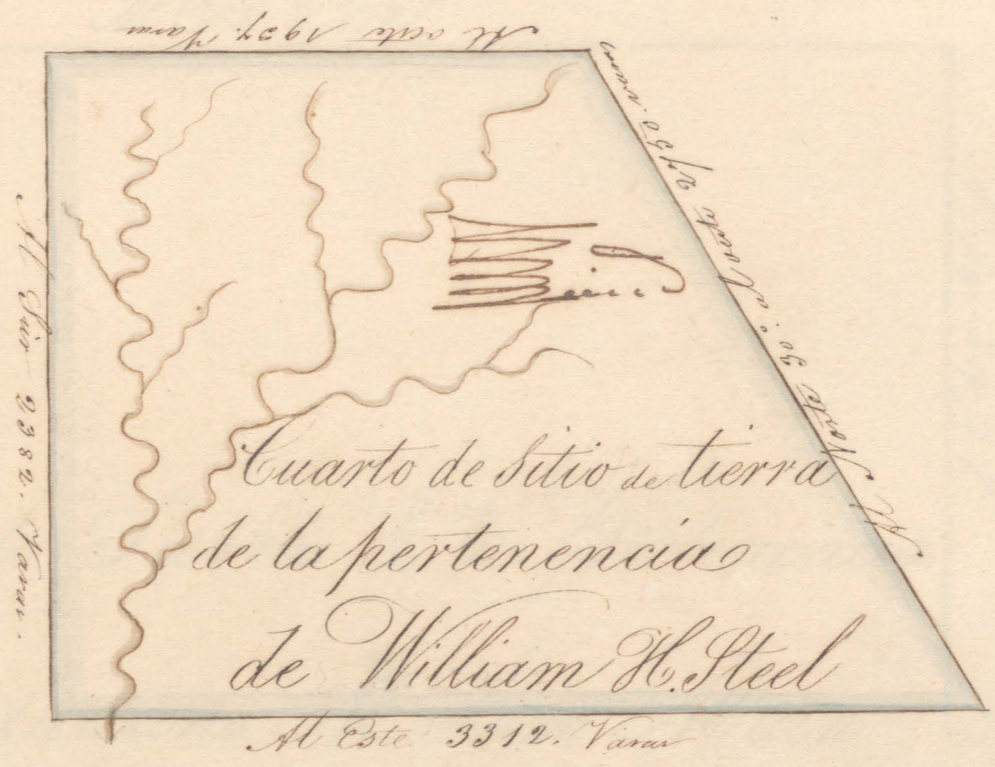 Al oeste 1937. Varas
Al Norte 30.° al Oeste 2750. varas
Al Sur 2382. Varas.
Cuarto de Sitio de tierra
de la pertenencia
de William H. Steel
Al Este 3312. Varas